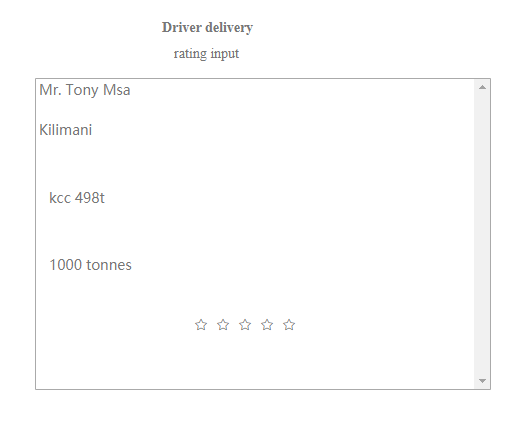 Driver delivery
rating input
Mr. Tony Msa
Kilimani
kcc 498t
1000 tonnes